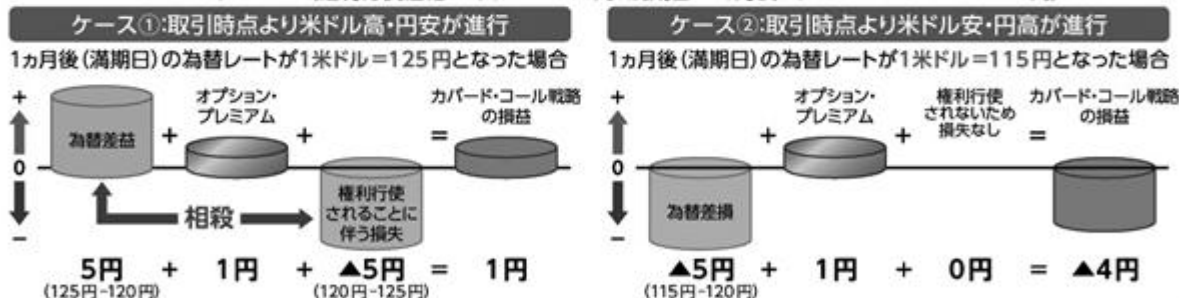 ケース①:取引時点より米ドル高・円安が進行
1ヵ月後(満期日)の為替レートが1米ドル=125円となった場合
+
0
−
為替差益
+
オプション・
プレミアム
+
権利行使
されることに
伴う損失
=
カバード・コール戦略
の損益
相殺
5円 + 1円 + ▲5円 = 1円
(125円-120円) (120円-125円)
ケース②:取引時点より米ドル安・円高が進行
1ヵ月後(満期日)の為替レートが1米ドル=115円となった場合
+
0
−
為替差損
+
オプション・
プレミアム
+
権利行使
されないため
損失なし
=
カバード・コール戦略
の損益
▲5円 + 1円 + 0円 = ▲4円
(115円-120円)